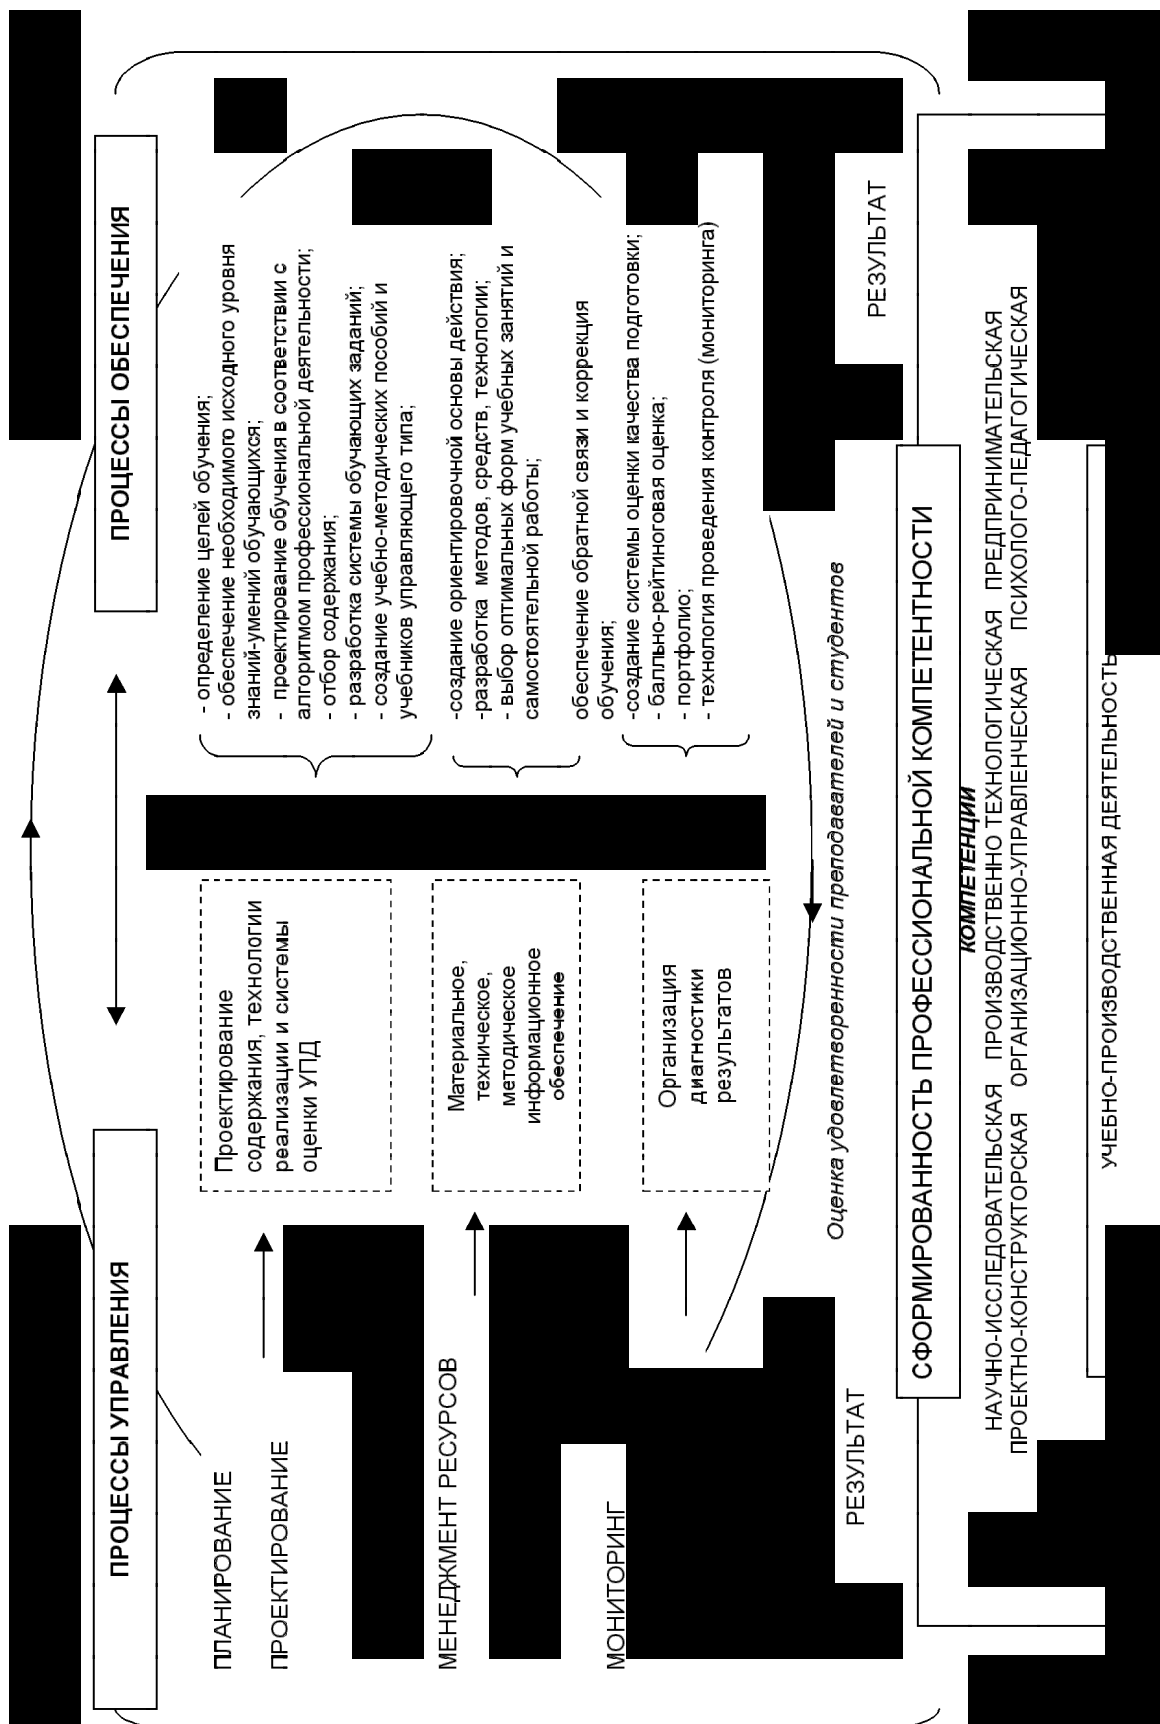 ПРОЦЕССЫ УПРАВЛЕНИЯ
ПРОЦЕССЫ ОБЕСПЕЧЕНИЯ
ПЛАНИРОВАНИЕ
ПРОЕКТИРОВАНИЕ
Проектирование
содержания, технологии
реализации и системы
оценки УПД
- определение целей обучения;
- обеспечение необходимого исходного уровня
знаний-умений обучающихся;
- проектирование обучения в соответствии с
алгоритмом профессиональной деятельности;
- отбор содержания;
- разработка системы обучающих заданий;
- создание учебно-методических пособий и
учебников управляющего типа;
МЕНЕДЖМЕНТ РЕСУРСОВ
Материальное,
техническое,
методическое
информационное
обеспечение
-создание ориентировочной основы действия;
-разработка методов, средств, технологии;
- выбор оптимальных форм учебных занятий и
самостоятельной работы;
обеспечение обратной связи и коррекция
обучения;
МОНИТОРИНГ
Организация
диагностики
результатов
-создание системы оценки качества подготовки;
- балльно-рейтиноговая оценка;
- портфолио;
- технология проведения контроля (мониторинга)
Оценка удовлетворенности преподавателей и студентов
РЕЗУЛЬТАТ
РЕЗУЛЬТАТ
СФОРМИРОВАННОСТЬ ПРОФЕССИОНАЛЬНОЙ КОМПЕТЕНТНОСТИ
КОМПЕТЕНЦИИ
НАУЧНО-ИССЛЕДОВАТЕЛЬСКАЯ ПРОИЗВОДСТВЕННО ТЕХНОЛОГИЧЕСКАЯ ПРЕДПРИНИМАТЕЛЬСКАЯ
ПРОЕКТНО-КОНСТРУКТОРСКАЯ ОРГАНИЗАЦИОННО-УПРАВЛЕНЧЕСКАЯ ПСИХОЛОГО-ПЕДАГОГИЧЕСКАЯ
УЧЕБНО-ПРОИЗВОДСТВЕННАЯ ДЕЯТЕЛЬНОСТЬ